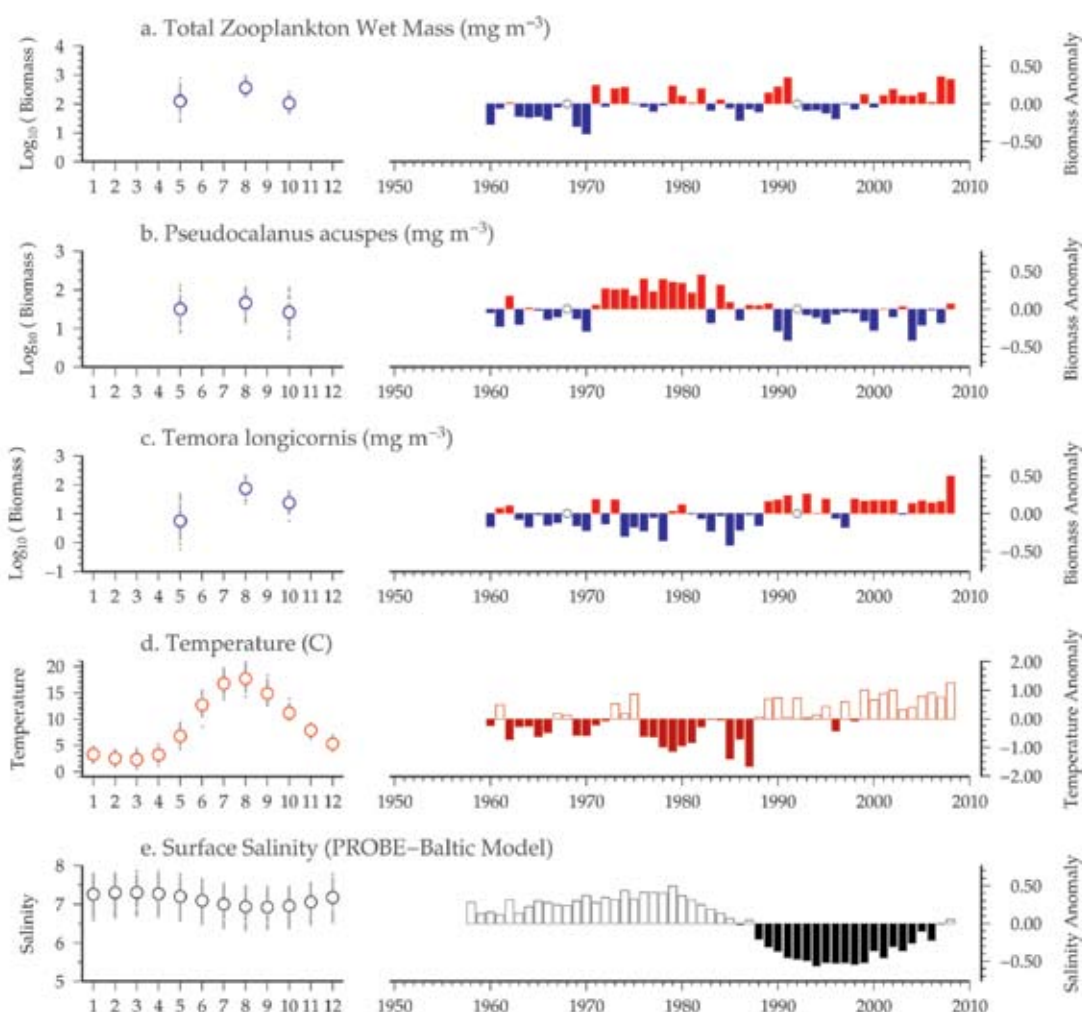 a. Total Zooplankton Wet Mass (mg m⁻³)
Log₁₀ ( Biomass )
4
3
2
1
0
1 2 3 4 5 6 7 8 9 10 11 12
1950 1960 1970 1980 1990 2000 2010
0.50
0.00
−0.50
Biomass Anomaly
b. Pseudocalanus acuspes (mg m⁻³)
Log₁₀ ( Biomass )
3
2
1
0
1 2 3 4 5 6 7 8 9 10 11 12
1950 1960 1970 1980 1990 2000 2010
0.50
0.00
−0.50
Biomass Anomaly
c. Temora longicornis (mg m⁻³)
Log₁₀ ( Biomass )
3
2
1
0
−1
1 2 3 4 5 6 7 8 9 10 11 12
1950 1960 1970 1980 1990 2000 2010
0.50
0.00
−0.50
Biomass Anomaly
d. Temperature (C)
Temperature
20
15
10
5
0
1 2 3 4 5 6 7 8 9 10 11 12
1950 1960 1970 1980 1990 2000 2010
2.00
1.00
0.00
−1.00
−2.00
Temperature Anomaly
e. Surface Salinity (PROBE−Baltic Model)
Salinity
8
7
6
5
1 2 3 4 5 6 7 8 9 10 11 12
1950 1960 1970 1980 1990 2000 2010
0.50
0.00
−0.50
Salinity Anomaly